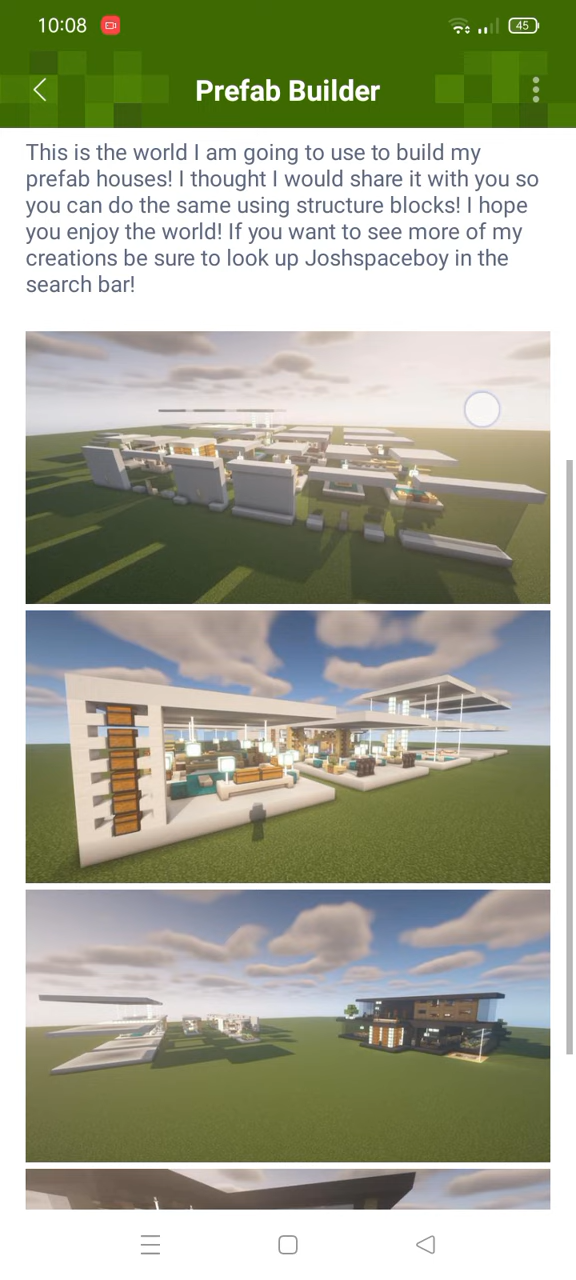 10:08
45
Prefab Builder
This is the world I am going to use to build my
prefab houses! I thought I would share it with you so
you can do the same using structure blocks! I hope
you enjoy the world! If you want to see more of my
creations be sure to look up Joshspaceboy in the
search bar!